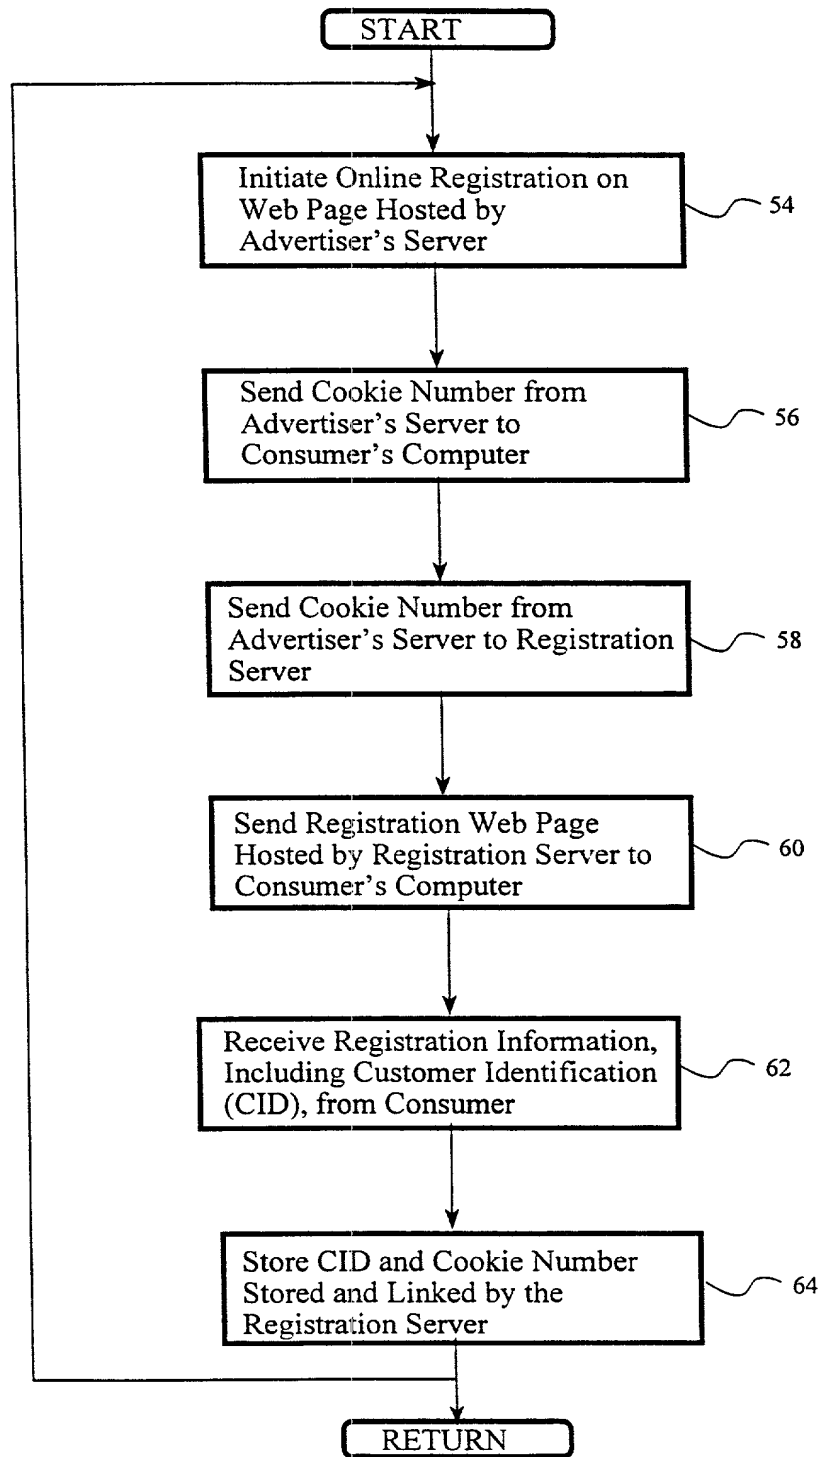 START
Initiate Online Registration on
Web Page Hosted by
Advertiser's Server
54
Send Cookie Number from
Advertiser's Server to
Consumer's Computer
56
Send Cookie Number from
Advertiser's Server to Registration
Server
58
Send Registration Web Page
Hosted by Registration Server to
Consumer's Computer
60
Receive Registration Information,
Including Customer Identification
(CID), from Consumer
62
Store CID and Cookie Number
Stored and Linked by the
Registration Server
64
RETURN